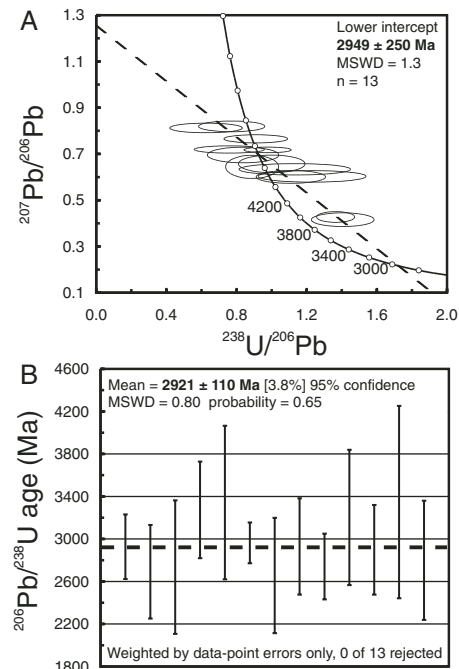 A
Lower intercept
2949 ± 250 Ma
MSWD = 1.3
n = 13
1.3
1.1
0.9
0.7
0.5
0.3
0.1
207Pb/206Pb
4200
3800
3400
3000
0.0
0.4
0.8
1.2
1.6
2.0
238U/206Pb
B
4600
4200
3800
3400
3000
2600
2200
1800
206Pb/238U age (Ma)
Mean = 2921 ± 110 Ma [3.8%] 95% confidence
MSWD = 0.80 probability = 0.65
Weighted by data-point errors only, 0 of 13 rejected